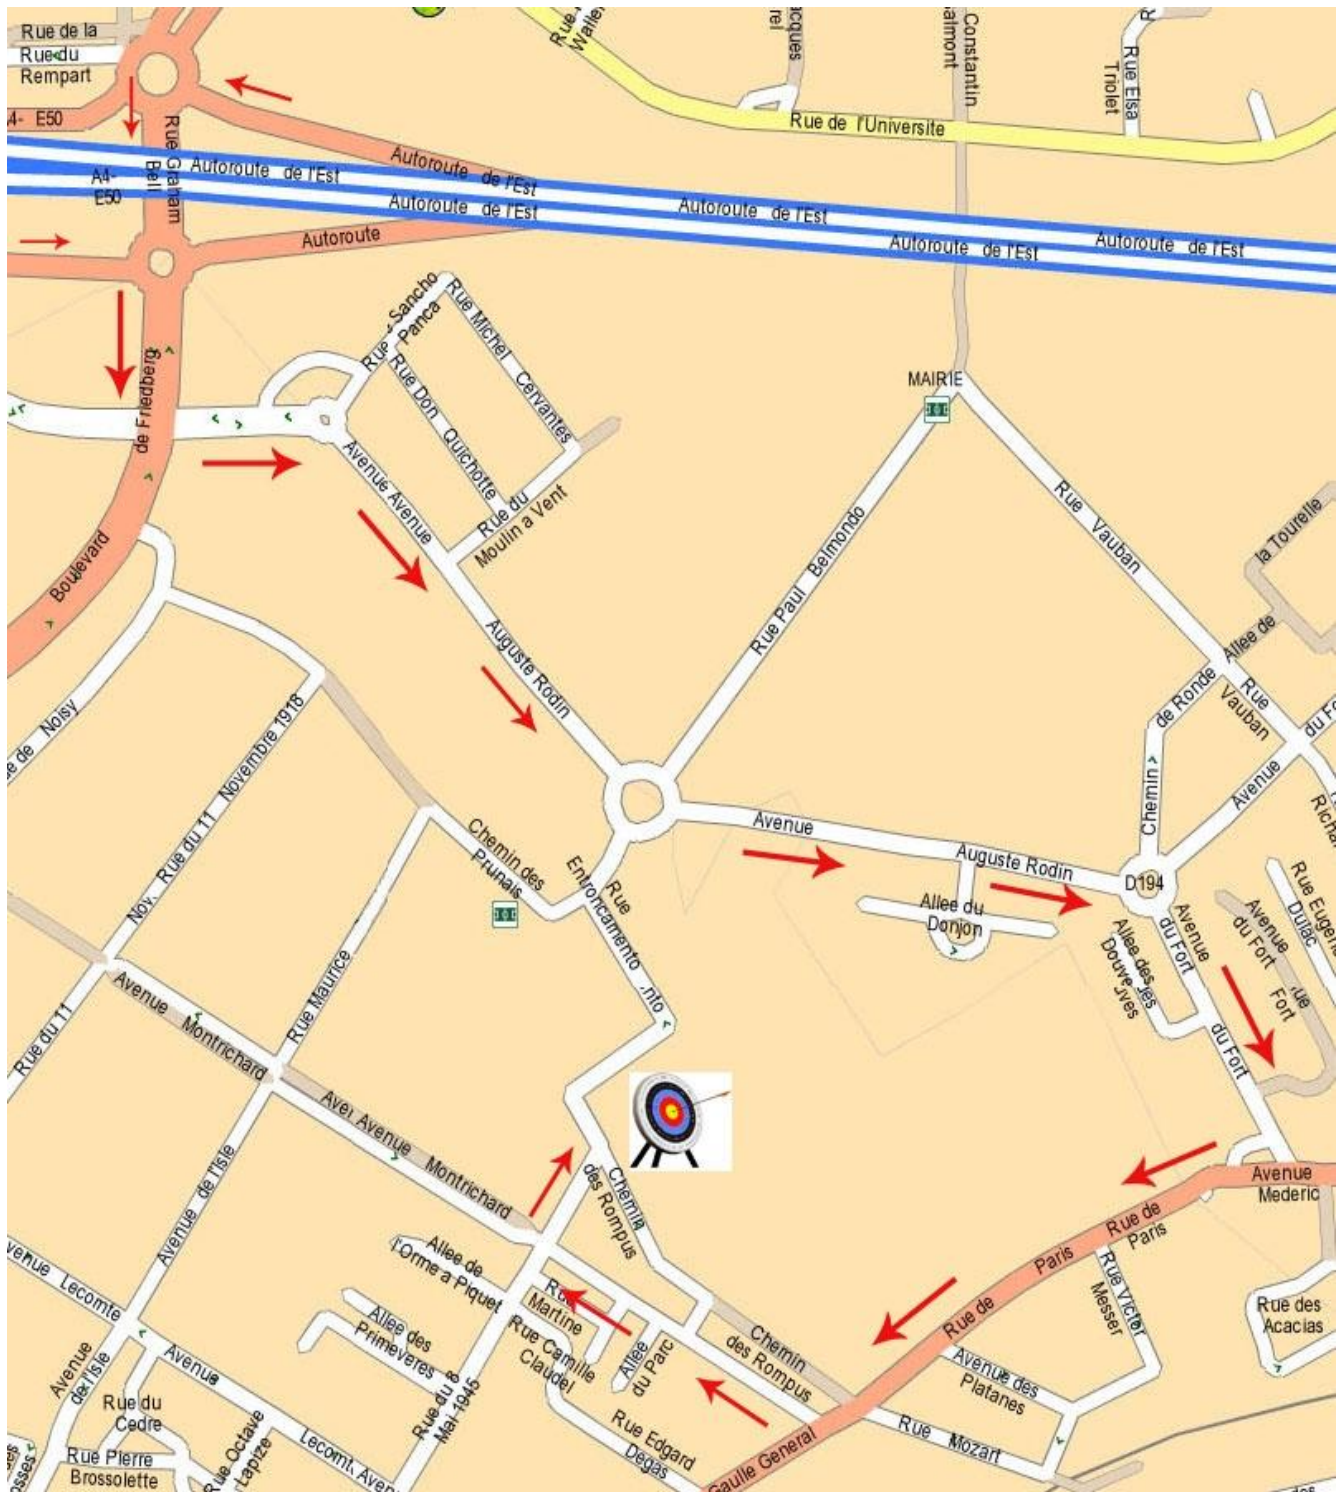 Rue de la
Rue du
Rempart
4- E50
A4-
E50
Rue Graham
Bell
Autoroute de l'Est
Autoroute de l'Est
Autoroute de l'Est
Autoroute de l'Est
Autoroute de l'Est
Autoroute de l'Est
Autoroute
Rue de l'Universite
Constantin
Rue Elsa
Triolet
Rue Sancho
Panca
Rue Michel Cervantes
Rue Don Quichotte
Rue du
Moulin a Vent
MAIRIE
Boulevard
de Friedberg
Avenue Avenue
Auguste Rodin
Rue Paul Belmondo
Rue Vauban
la Tourelle
Allee de
Rue
Vauban
Chemin
de Ronde
Avenue
du Fo
Richa
de Noisy
Nov. Rue du 11 Novembre 1918
Rue du 11
Chemin des
Prunais
Rue
Entroncamento
Avenue
Auguste Rodin
D194
Allee du
Donjon
Allee des
Avenue
du Fort
du Fort
Avenue
du Fort
Fort
Rue Eugene
Dulac
Rue Maurice
Avenue Montrichard
Avenue Montrichard
Avenue de l'Isle
Chemin
des Rompus
Avenue
Mederic
Rue de
Paris
Rue de Paris
Rue Victor
Messer
Rue des
Acacias
Avenue Lecomte
Avenue
Lecomt Aven
Avenue
de l'Isle
Allee de
l'Orme a Piquet
Allee des
Primeveres
Martine
Rue Camille
Claudel
Allee
du Parc
Chemin
des Rompus
Avenue des
Platanes
Rue Mozart
Rue Edgard
Degas
Gaulle General
Rue du 8
Mai 1945
Rue du
Cedre
Rue Pierre
Brossolette
Rue Octave
Lapize